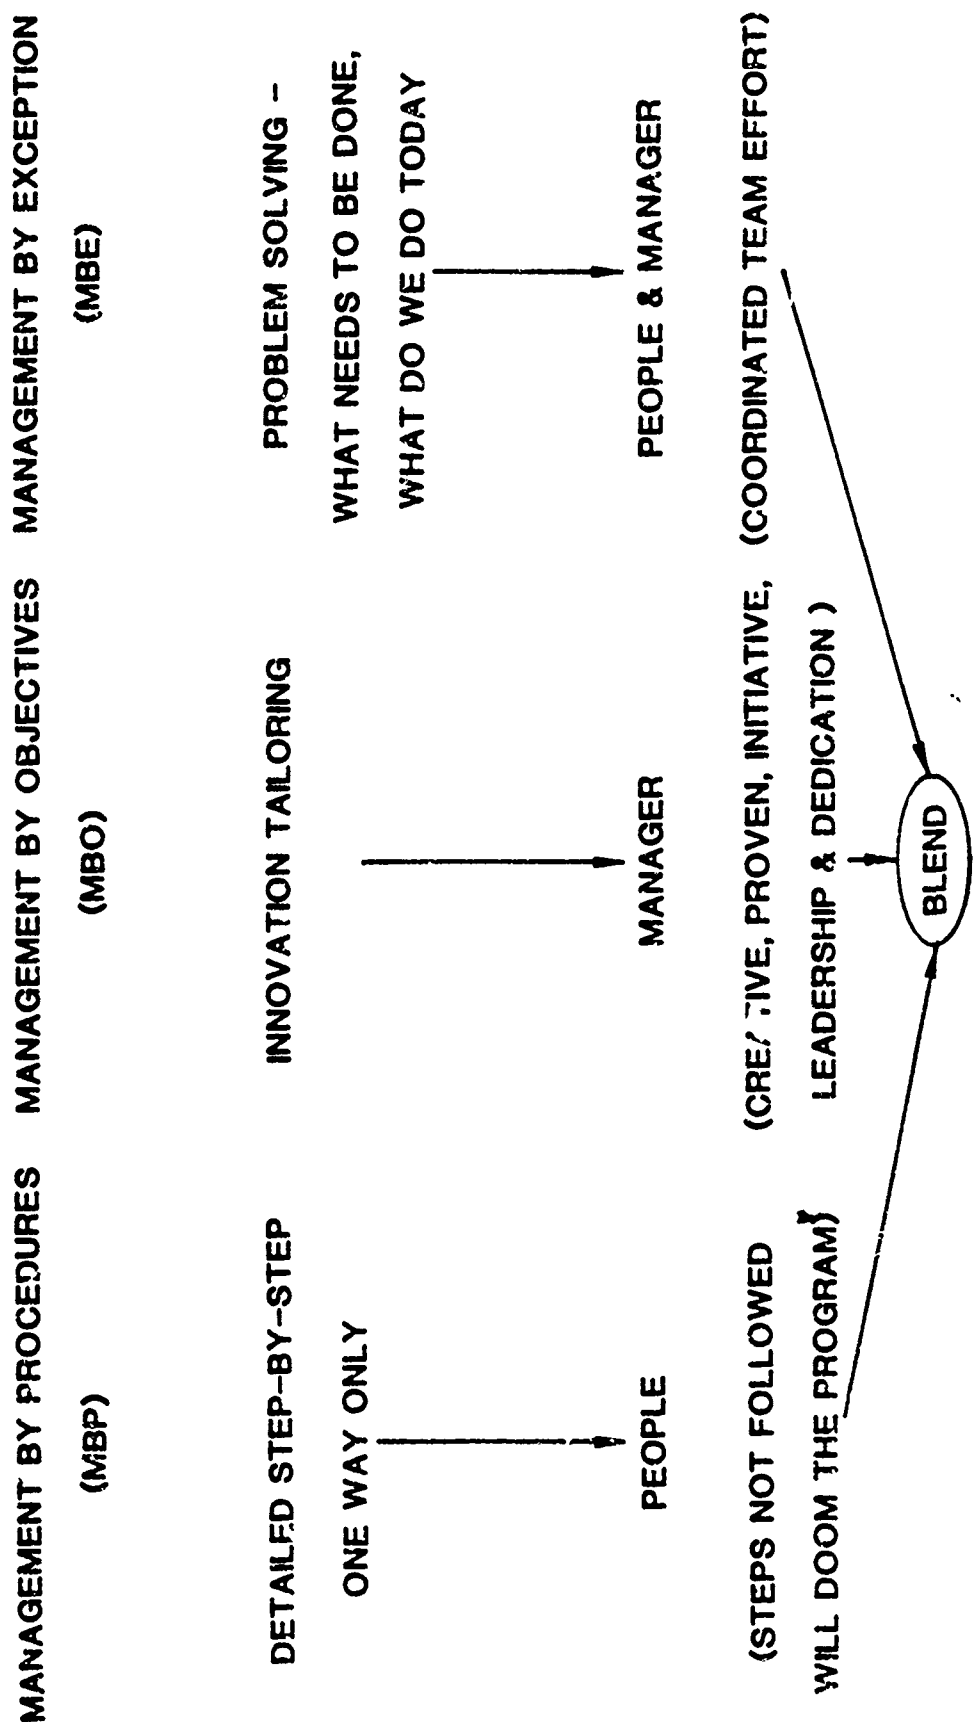 MANAGEMENT BY PROCEDURES
(MBP)
DETAILED STEP-BY-STEP
ONE WAY ONLY
PEOPLE
(STEPS NOT FOLLOWED
WILL DOOM THE PROGRAM)
MANAGEMENT BY OBJECTIVES
(MBO)
INNOVATION TAILORING
MANAGER
(CREATIVE, PROVEN, INITIATIVE,
LEADERSHIP & DEDICATION )
MANAGEMENT BY EXCEPTION
(MBE)
PROBLEM SOLVING -
WHAT NEEDS TO BE DONE,
WHAT DO WE DO TODAY
PEOPLE & MANAGER
(COORDINATED TEAM EFFORT)
BLEND